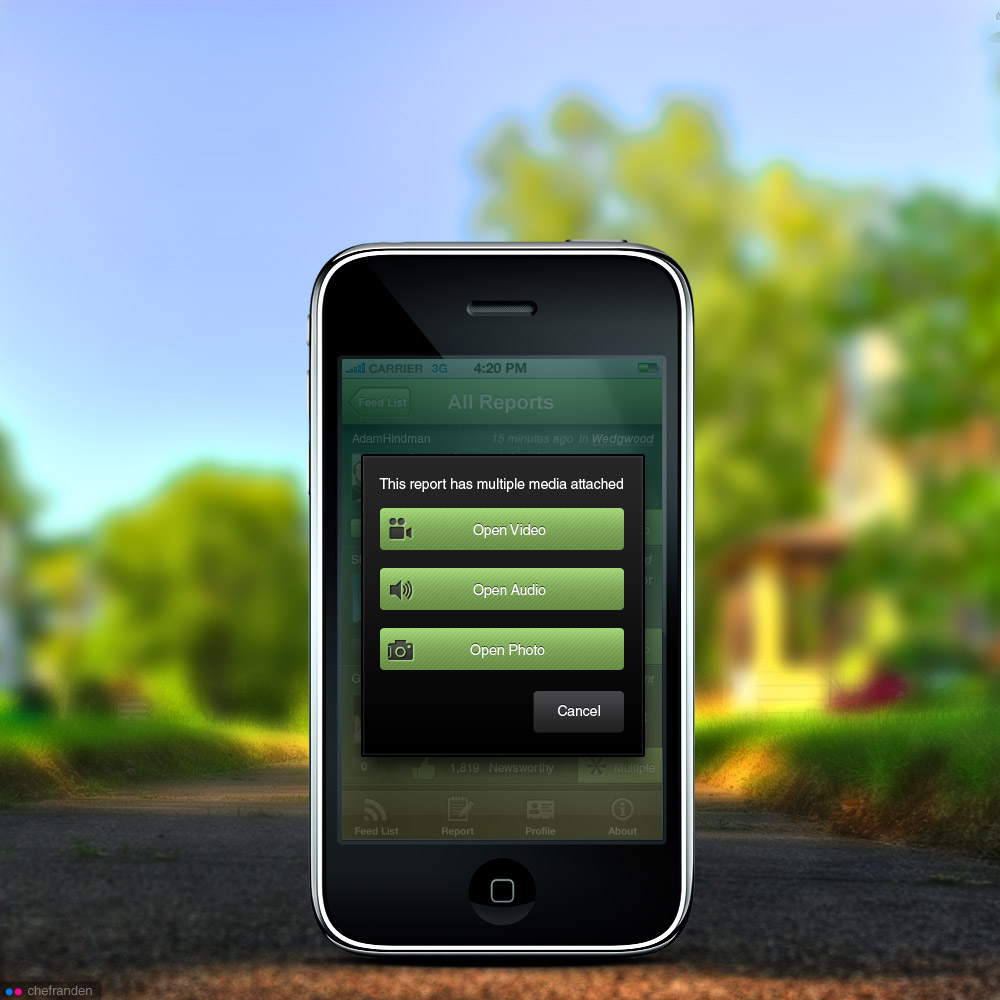 CARRIER 3G 4:20 PM
Feed List All Reports
AdamHindman 15 minutes ago in Wedgwood
This report has multiple media attached
Open Video
Open Audio
Open Photo
Cancel
0 1,819 Newsworthy Multiple
Feed List Report Profile About
chefranden